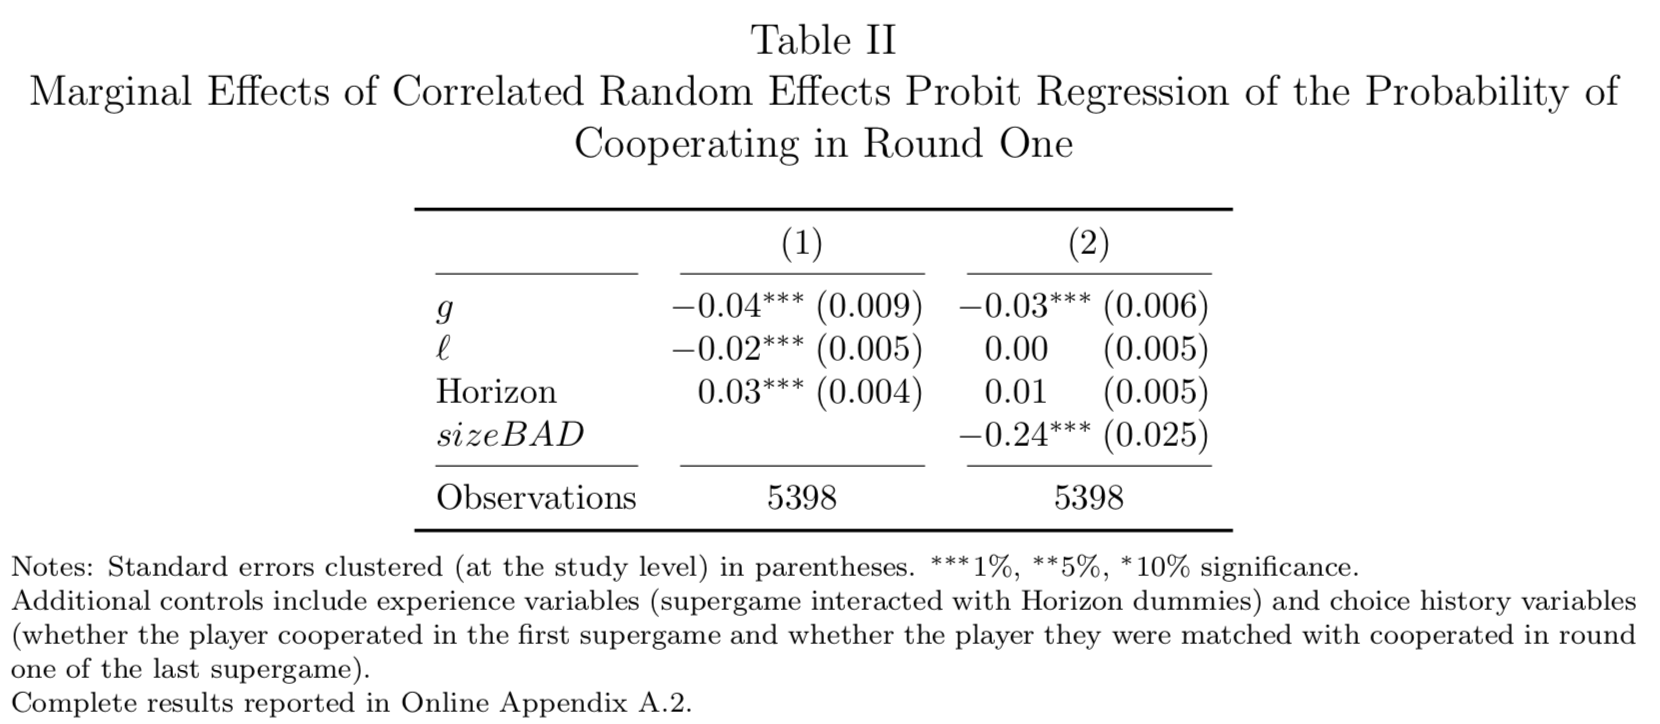 Table II
Marginal Effects of Correlated Random Effects Probit Regression of the Probability of
Cooperating in Round One
(1) (2)
g −0.04*** (0.009) −0.03*** (0.006)
ℓ −0.02*** (0.005) 0.00 (0.005)
Horizon 0.03*** (0.004) 0.01 (0.005)
sizeBAD −0.24*** (0.025)
Observations 5398 5398
Notes: Standard errors clustered (at the study level) in parentheses. ***1%, **5%, *10% significance.
Additional controls include experience variables (supergame interacted with Horizon dummies) and choice history variables
(whether the player cooperated in the first supergame and whether the player they were matched with cooperated in round
one of the last supergame).
Complete results reported in Online Appendix A.2.